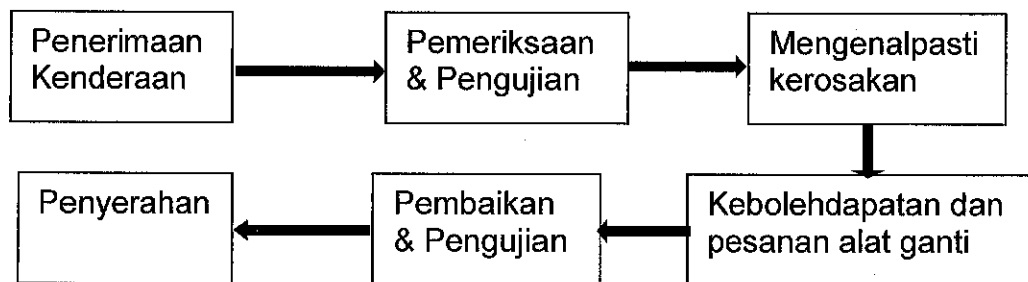 Penerimaan
Kenderaan
Pemeriksaan
& Pengujian
Mengenalpasti
kerosakan
Kebolehdapatan dan
pesanan alat ganti
Pembaikan
& Pengujian
Penyerahan